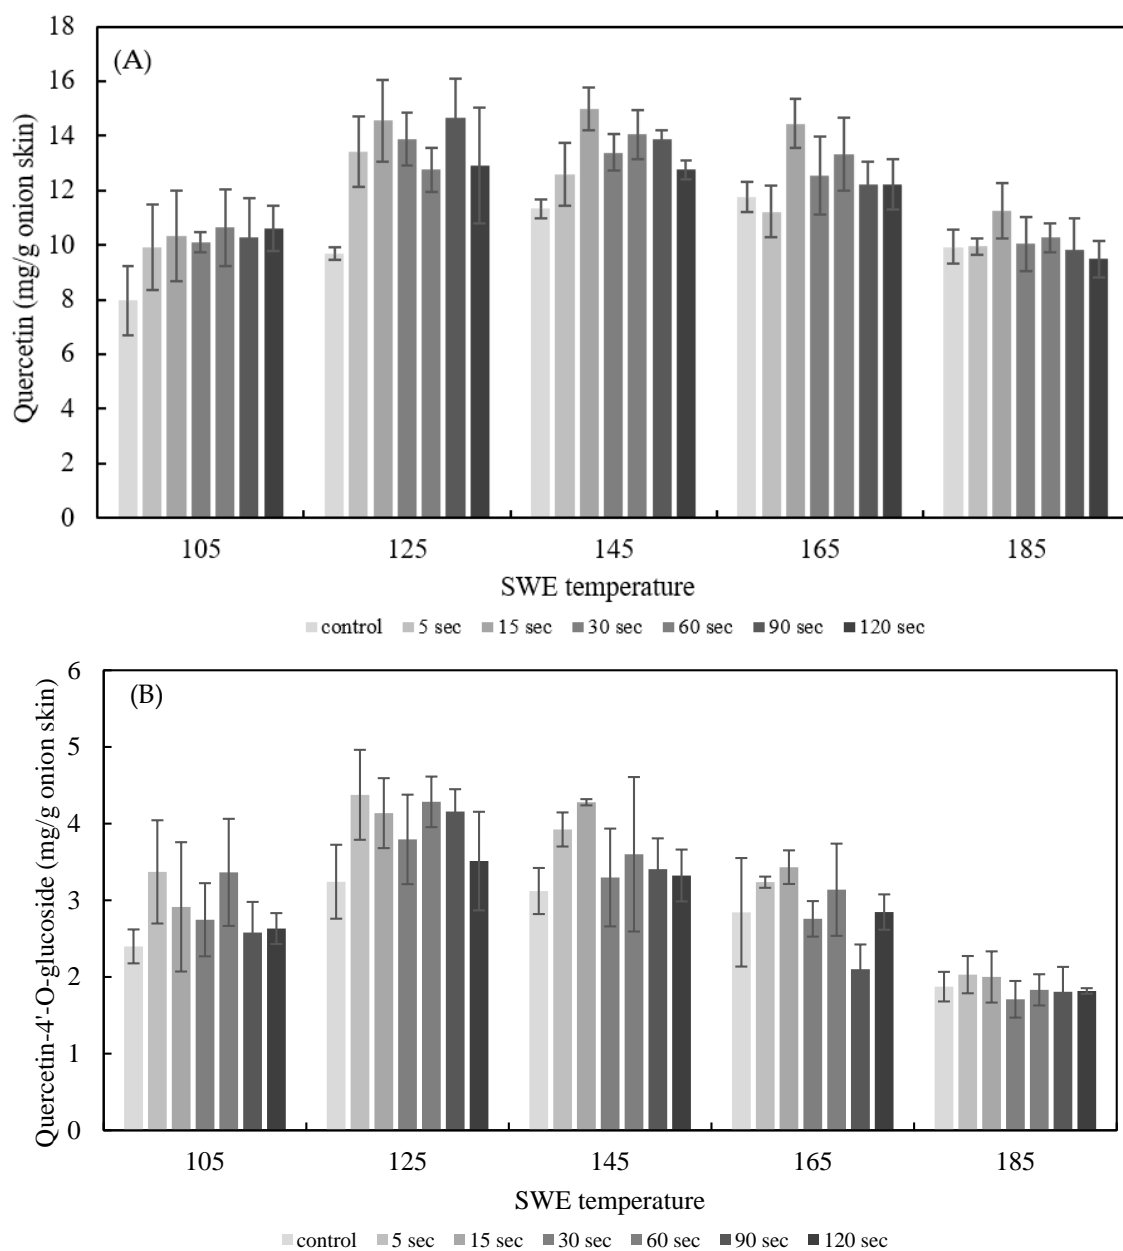 (A)
Quercetin (mg/g onion skin)
18
16
14
12
10
8
6
4
2
0
105 125 145 165 185
SWE temperature
control 5 sec 15 sec 30 sec 60 sec 90 sec 120 sec
(B)
Quercetin-4'-O-glucoside (mg/g onion skin)
6
5
4
3
2
1
0
105 125 145 165 185
SWE temperature
control 5 sec 15 sec 30 sec 60 sec 90 sec 120 sec